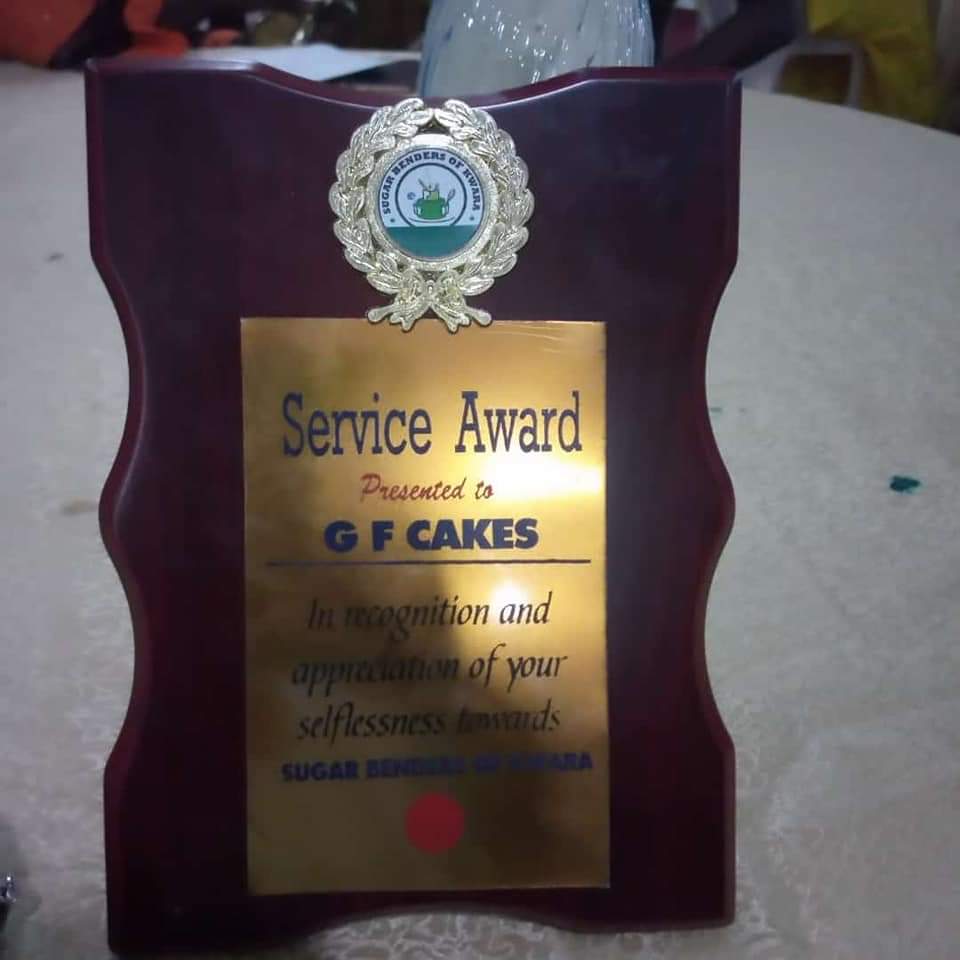 SUGAR BENDERS OF KWARA
Service Award
Presented to
G F CAKES
In recognition and
appreciation of your
selflessness towards
SUGAR BENDERS OF KWARA